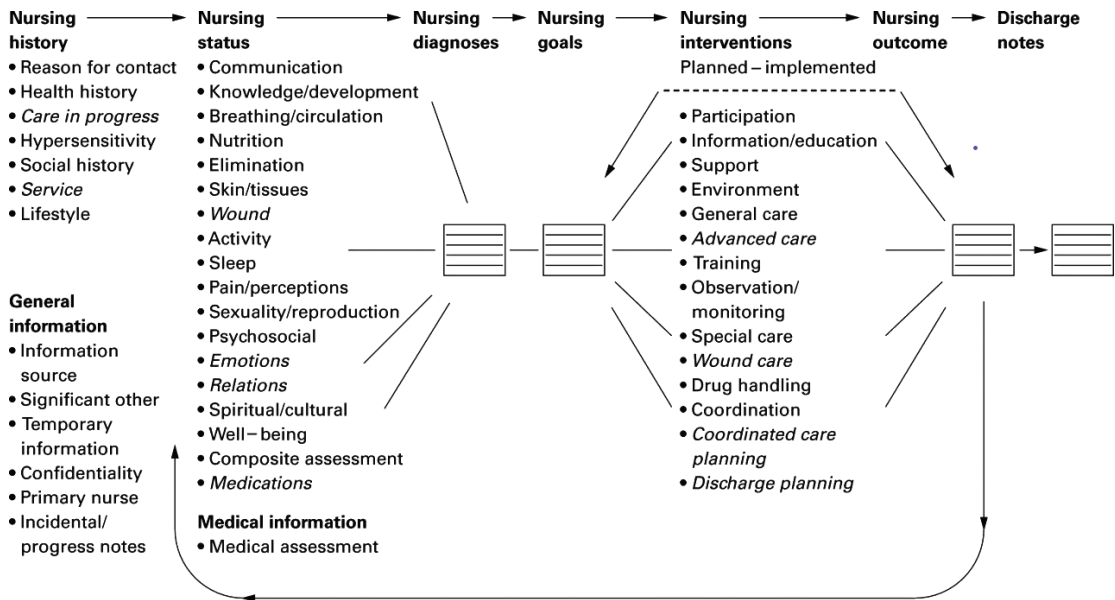 Nursing history
• Reason for contact
• Health history
• Care in progress
• Hypersensitivity
• Social history
• Service
• Lifestyle
General information
• Information source
• Significant other
• Temporary information
• Confidentiality
• Primary nurse
• Incidental/
progress notes
Nursing status
• Communication
• Knowledge/development
• Breathing/circulation
• Nutrition
• Elimination
• Skin/tissues
• Wound
• Activity
• Sleep
• Pain/perceptions
• Sexuality/reproduction
• Psychosocial
• Emotions
• Relations
• Spiritual/cultural
• Well–being
• Composite assessment
• Medications
Medical information
• Medical assessment
Nursing diagnoses
Nursing goals
Nursing interventions
Planned – implemented
• Participation
• Information/education
• Support
• Environment
• General care
• Advanced care
• Training
• Observation/
monitoring
• Special care
• Wound care
• Drug handling
• Coordination
• Coordinated care
planning
• Discharge planning
Nursing outcome
Discharge notes